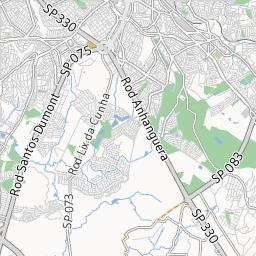 SP 330
SP 075
Rod Santos Dumont
Rod Lix da Cunha
Rod Anhanguera
SP 083
SP 073
SP 330